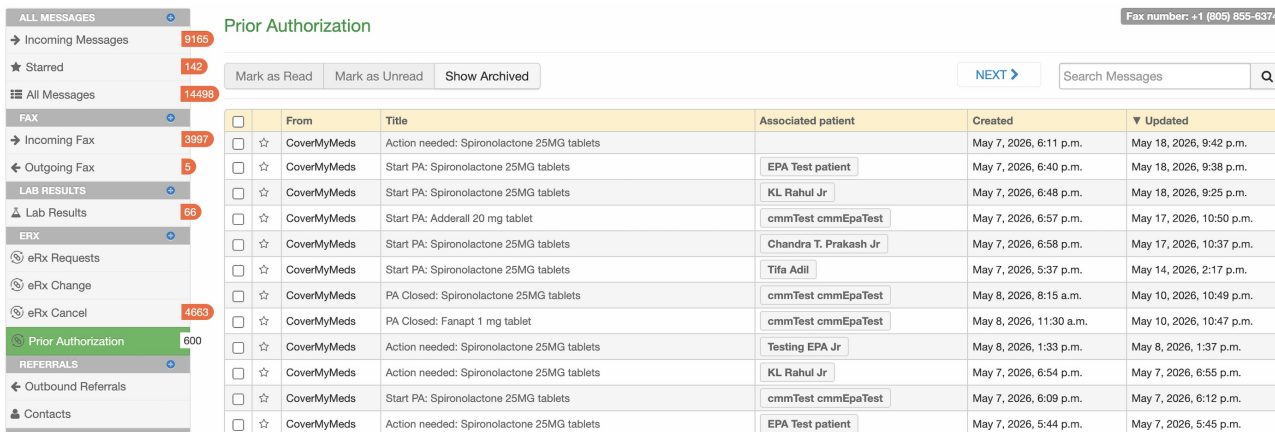 ALL MESSAGES
Incoming Messages 9165
Starred 142
All Messages 14498
FAX
Incoming Fax 3997
Outgoing Fax 5
LAB RESULTS
Lab Results 66
ERX
eRx Requests
eRx Change
eRx Cancel 4663
Prior Authorization 600
REFERRALS
Outbound Referrals
Contacts
Prior Authorization
Fax number: +1 (805) 855-6374
Mark as Read Mark as Unread Show Archived NEXT Search Messages
From Title Associated patient Created ▼ Updated
CoverMyMeds Action needed: Spironolactone 25MG tablets May 7, 2026, 6:11 p.m. May 18, 2026, 9:42 p.m.
CoverMyMeds Start PA: Spironolactone 25MG tablets EPA Test patient May 7, 2026, 6:40 p.m. May 18, 2026, 9:38 p.m.
CoverMyMeds Start PA: Spironolactone 25MG tablets KL Rahul Jr May 7, 2026, 6:48 p.m. May 18, 2026, 9:25 p.m.
CoverMyMeds Start PA: Adderall 20 mg tablet cmmTest cmmEpaTest May 7, 2026, 6:57 p.m. May 17, 2026, 10:50 p.m.
CoverMyMeds Start PA: Spironolactone 25MG tablets Chandra T. Prakash Jr May 7, 2026, 6:58 p.m. May 17, 2026, 10:37 p.m.
CoverMyMeds Start PA: Spironolactone 25MG tablets Tifa Adil May 7, 2026, 5:37 p.m. May 14, 2026, 2:17 p.m.
CoverMyMeds PA Closed: Spironolactone 25MG tablets cmmTest cmmEpaTest May 8, 2026, 8:15 a.m. May 10, 2026, 10:49 p.m.
CoverMyMeds PA Closed: Fanapt 1 mg tablet cmmTest cmmEpaTest May 8, 2026, 11:30 a.m. May 10, 2026, 10:47 p.m.
CoverMyMeds Action needed: Spironolactone 25MG tablets Testing EPA Jr May 8, 2026, 1:33 p.m. May 8, 2026, 1:37 p.m.
CoverMyMeds Action needed: Spironolactone 25MG tablets KL Rahul Jr May 7, 2026, 6:54 p.m. May 7, 2026, 6:55 p.m.
CoverMyMeds Start PA: Spironolactone 25MG tablets cmmTest cmmEpaTest May 7, 2026, 6:09 p.m. May 7, 2026, 6:12 p.m.
CoverMyMeds Action needed: Spironolactone 25MG tablets EPA Test patient May 7, 2026, 5:44 p.m. May 7, 2026, 5:45 p.m.